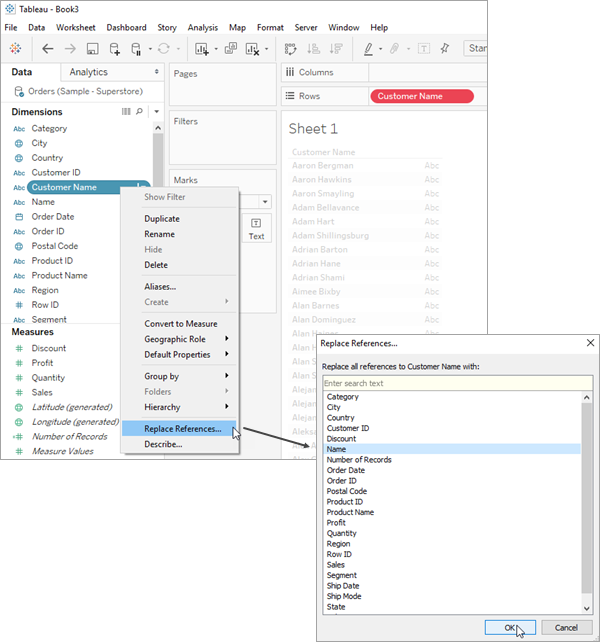 Tableau - Book3
File Data Worksheet Dashboard Story Analysis Map Format Server Window Help
Stan
Data Analytics
Orders (Sample - Superstore)
Dimensions
Abc Category
City
Country
Abc Customer ID
Abc Customer Name
Abc Name
Order Date
Abc Order ID
Postal Code
Abc Product ID
Abc Product Name
Abc Region
# Row ID
Abc Segment
Measures
# Discount
# Profit
# Quantity
# Sales
Latitude (generated)
Longitude (generated)
=# Number of Records
# Measure Values
Pages
Filters
Marks
Text
Columns
Rows Customer Name
Sheet 1
Customer Name
Aaron Bergman Abc
Aaron Hawkins Abc
Aaron Smayling Abc
Adam Bellavance Abc
Adam Hart Abc
Adam Shillingsburg Abc
Adrian Barton Abc
Adrian Hane Abc
Adrian Shami Abc
Aimee Bixby Abc
Alan Barnes Abc
Alan Dominguez Abc
Show Filter
Duplicate
Rename
Hide
Delete
Aliases...
Create
Convert to Measure
Geographic Role
Default Properties
Group by
Folders
Hierarchy
Replace References...
Describe...
Replace References...
Replace all references to Customer Name with:
Enter search text
Category
City
Country
Customer ID
Discount
Name
Number of Records
Order Date
Order ID
Postal Code
Product ID
Product Name
Profit
Quantity
Region
Row ID
Sales
Segment
Ship Date
Ship Mode
State
OK Cancel